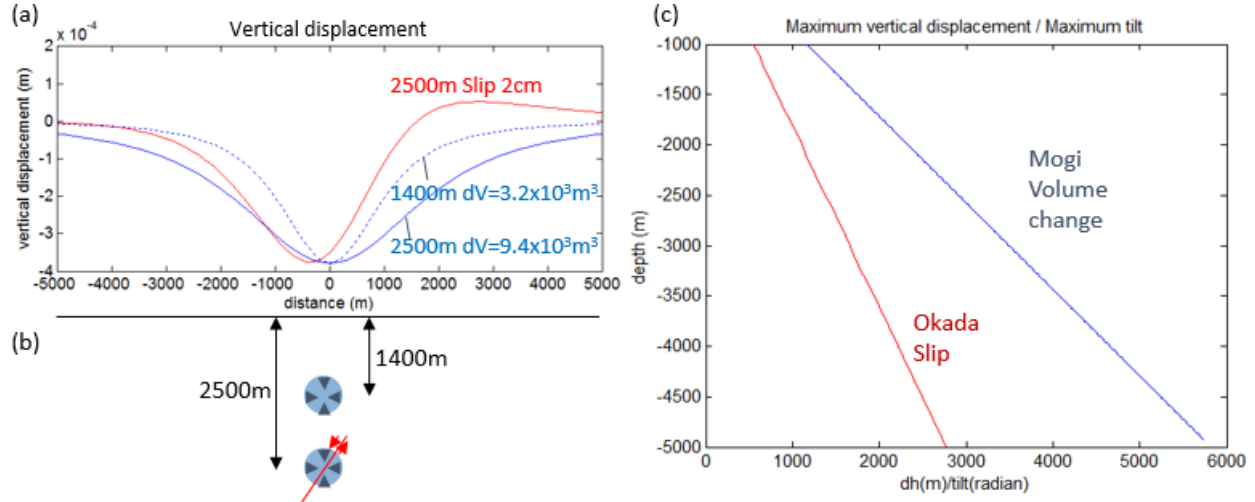 (a)
Vertical displacement
x 10⁻⁴
2
1
0
-1
-2
-3
-4
vertical displacement (m)
2500m Slip 2cm
1400m dV=3.2x10³m³
2500m dV=9.4x10³m³
-5000 -4000 -3000 -2000 -1000 0 1000 2000 3000 4000 5000
distance (m)
(b)
2500m
1400m
(c)
Maximum vertical displacement / Maximum tilt
-1000
-1500
-2000
-2500
-3000
-3500
-4000
-4500
-5000
depth (m)
Mogi
Volume
change
Okada
Slip
0 1000 2000 3000 4000 5000 6000
dh(m)/tilt(radian)